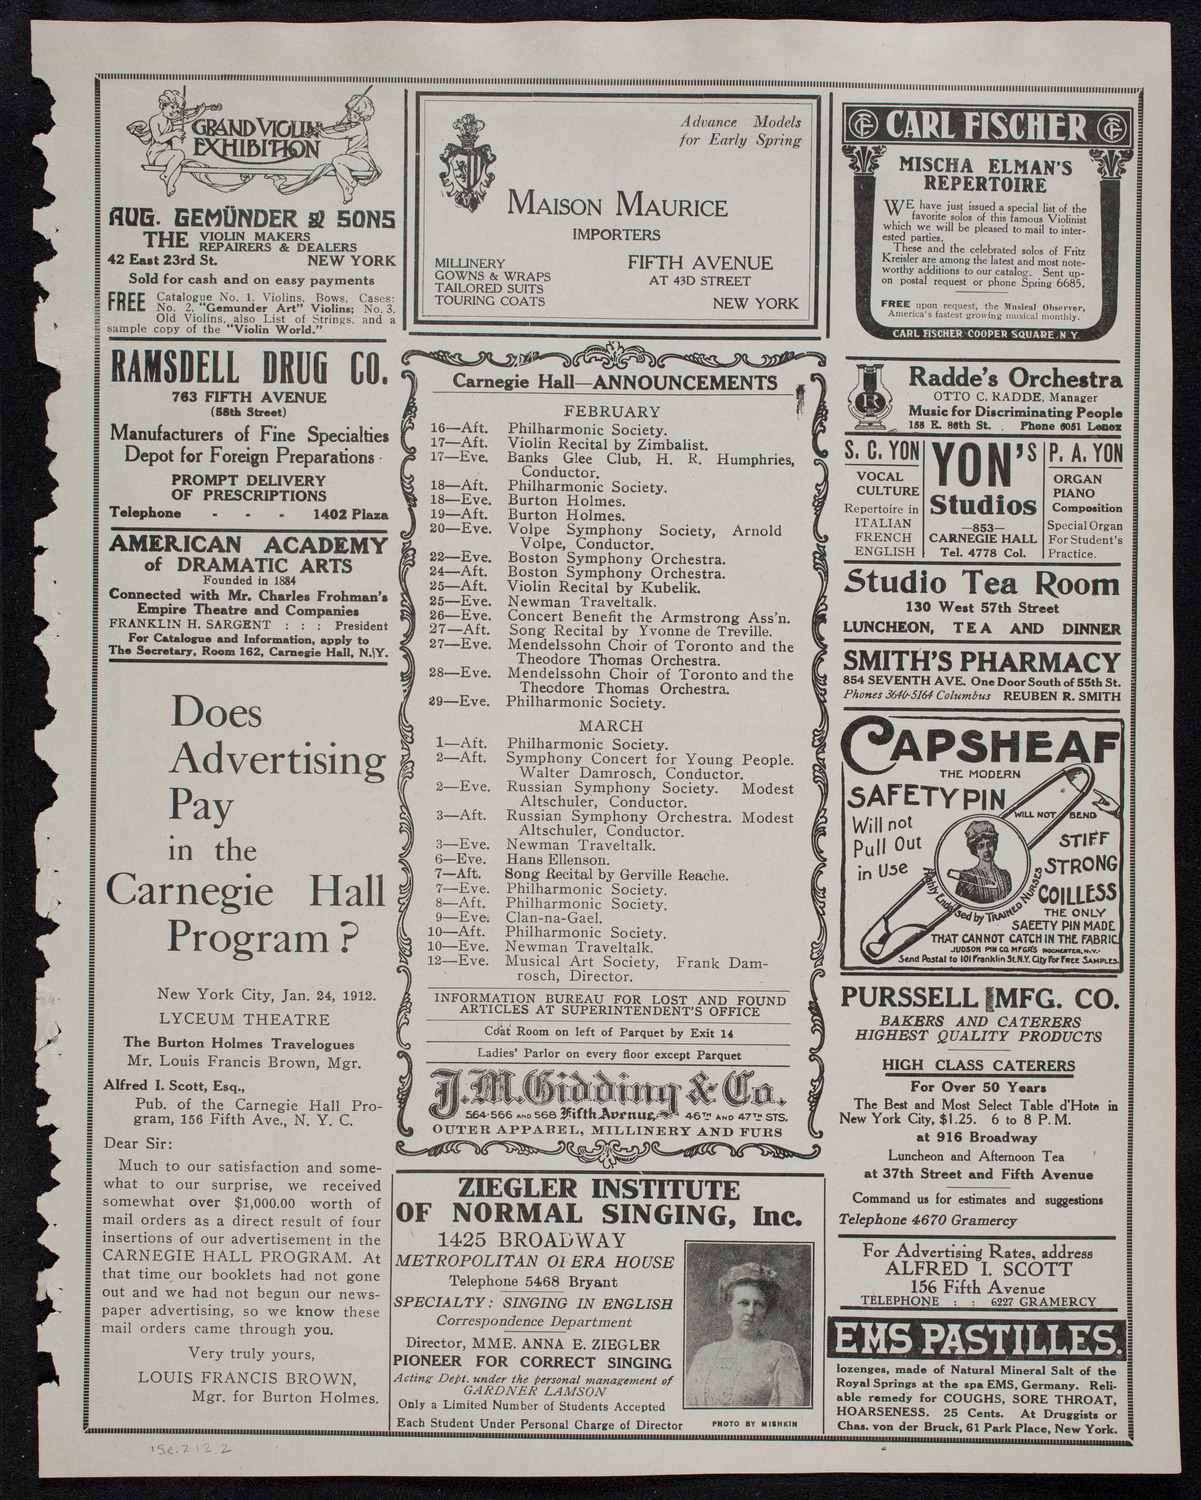 GRAND VIOLIN
EXHIBITION
AUG. GEMÜNDER & SONS
THE VIOLIN MAKERS
REPAIRERS & DEALERS
42 East 23rd St. NEW YORK
Sold for cash and on easy payments
FREE Catalogue No. 1, Violins, Bows, Cases;
No. 2, "Gemunder Art" Violins; No. 3,
Old Violins, also List of Strings, and a
sample copy of the "Violin World."
RAMSDELL DRUG CO.
763 FIFTH AVENUE
(58th Street)
Manufacturers of Fine Specialties
Depot for Foreign Preparations
PROMPT DELIVERY
OF PRESCRIPTIONS
Telephone - - - 1402 Plaza
AMERICAN ACADEMY
of DRAMATIC ARTS
Founded in 1884
Connected with Mr. Charles Frohman's
Empire Theatre and Companies
FRANKLIN H. SARGENT : : : President
For Catalogue and Information, apply to
The Secretary, Room 162, Carnegie Hall, N.Y.
Does
Advertising
Pay
in the
Carnegie Hall
Program?
New York City, Jan. 24, 1912.
LYCEUM THEATRE
The Burton Holmes Travelogues
Mr. Louis Francis Brown, Mgr.
Alfred I. Scott, Esq.,
Pub. of the Carnegie Hall Pro-
gram, 156 Fifth Ave., N. Y. C.
Dear Sir:
Much to our satisfaction and some-
what to our surprise, we received
somewhat over $1,000.00 worth of
mail orders as a direct result of four
insertions of our advertisement in the
CARNEGIE HALL PROGRAM. At
that time our booklets had not gone
out and we had not begun our news-
paper advertising, so we know these
mail orders came through you.
Very truly yours,
LOUIS FRANCIS BROWN,
Mgr. for Burton Holmes.
Advance Models
for Early Spring
MAISON MAURICE
IMPORTERS
MILLINERY
GOWNS & WRAPS
TAILORED SUITS
TOURING COATS
FIFTH AVENUE
AT 43D STREET
NEW YORK
Carnegie Hall—ANNOUNCEMENTS
FEBRUARY
16—Aft. Philharmonic Society.
17—Aft. Violin Recital by Zimbalist.
17—Eve. Banks Glee Club, H. R. Humphries,
Conductor.
18—Aft. Philharmonic Society.
18—Eve. Burton Holmes.
19—Aft. Burton Holmes.
20—Eve. Volpe Symphony Society, Arnold
Volpe, Conductor.
22—Eve. Boston Symphony Orchestra.
24—Aft. Boston Symphony Orchestra.
25—Aft. Violin Recital by Kubelik.
25—Eve. Newman Traveltalk.
26—Eve. Concert Benefit the Armstrong Ass'n.
27—Aft. Song Recital by Yvonne de Treville.
27—Eve. Mendelssohn Choir of Toronto and the
Theodore Thomas Orchestra.
28—Eve. Mendelssohn Choir of Toronto and the
Theodore Thomas Orchestra.
29—Eve. Philharmonic Society.
MARCH
1—Aft. Philharmonic Society.
2—Aft. Symphony Concert for Young People.
Walter Damrosch, Conductor.
2—Eve. Russian Symphony Society. Modest
Altschuler, Conductor.
3—Aft. Russian Symphony Orchestra. Modest
Altschuler, Conductor.
3—Eve. Newman Traveltalk.
6—Eve. Hans Ellenson.
7—Aft. Song Recital by Gerville Reache.
7—Eve. Philharmonic Society.
8—Aft. Philharmonic Society.
9—Eve. Clan-na-Gael.
10—Aft. Philharmonic Society.
10—Eve. Newman Traveltalk.
12—Eve. Musical Art Society, Frank Dam-
rosch, Director.
INFORMATION BUREAU FOR LOST AND FOUND
ARTICLES AT SUPERINTENDENT'S OFFICE
Coat Room on left of Parquet by Exit 14
Ladies' Parlor on every floor except Parquet
J.M. Gidding & Co.
564-566 AND 568 Fifth Avenue 46TH AND 47TH STS.
OUTER APPAREL, MILLINERY AND FURS
ZIEGLER INSTITUTE
OF NORMAL SINGING, Inc.
1425 BROADWAY
METROPOLITAN OPERA HOUSE
Telephone 5468 Bryant
SPECIALTY: SINGING IN ENGLISH
Correspondence Department
Director, MME. ANNA E. ZIEGLER
PIONEER FOR CORRECT SINGING
Acting Dept. under the personal management of
GARDNER LAMSON
Only a Limited Number of Students Accepted
Each Student Under Personal Charge of Director
PHOTO BY MISHKIN
CF CARL FISCHER CF
MISCHA ELMAN'S
REPERTOIRE
WE have just issued a special list of the
favorite solos of this famous Violinist
which we will be pleased to mail to inter-
ested parties.
These and the celebrated solos of Fritz
Kreisler are among the latest and most note-
worthy additions to our catalog. Sent up-
on postal request or phone Spring 6685.
FREE upon request, the Musical Observer,
America's fastest growing musical monthly.
CARL FISCHER COOPER SQUARE N.Y.
R
Radde's Orchestra
OTTO C. RADDE, Manager
Music for Discriminating People
158 E. 86th St. . Phone 6051 Lenox
S. C. YON
VOCAL
CULTURE
Repertoire in
ITALIAN
FRENCH
ENGLISH
YON'S
Studios
—853—
CARNEGIE HALL
Tel. 4778 Col.
P. A. YON
ORGAN
PIANO
Composition
Special Organ
For Student's
Practice.
Studio Tea Room
130 West 57th Street
LUNCHEON, TEA AND DINNER
SMITH'S PHARMACY
854 SEVENTH AVE. One Door South of 55th St.
Phones 3646-5164 Columbus REUBEN R. SMITH
CAPSHEAF
THE MODERN
SAFETY PIN
WILL NOT BEND
Will not
Pull Out
in Use
STIFF
STRONG
COILLESS
Highly Endorsed by TRAINED NURSES
THE ONLY
SAFETY PIN MADE
THAT CANNOT CATCH IN THE FABRIC
JUDSON PIN CO. MFGR'S ROCHESTER, N.Y.
Send Postal to 101 Franklin St. N.Y. City for FREE SAMPLES.
PURSSELL MFG. CO.
BAKERS AND CATERERS
HIGHEST QUALITY PRODUCTS
HIGH CLASS CATERERS
For Over 50 Years
The Best and Most Select Table d'Hote in
New York City, $1.25. 6 to 8 P.M.
at 916 Broadway
Luncheon and Afternoon Tea
at 37th Street and Fifth Avenue
Command us for estimates and suggestions
Telephone 4670 Gramercy
For Advertising Rates, address
ALFRED I. SCOTT
156 Fifth Avenue
TELEPHONE : : 6227 GRAMERCY
EMS PASTILLES.
lozenges, made of Natural Mineral Salt of the
Royal Springs at the spa EMS, Germany. Reli-
able remedy for COUGHS, SORE THROAT,
HOARSENESS. 25 Cents. At Druggists or
Chas. von der Bruck, 61 Park Place, New York.